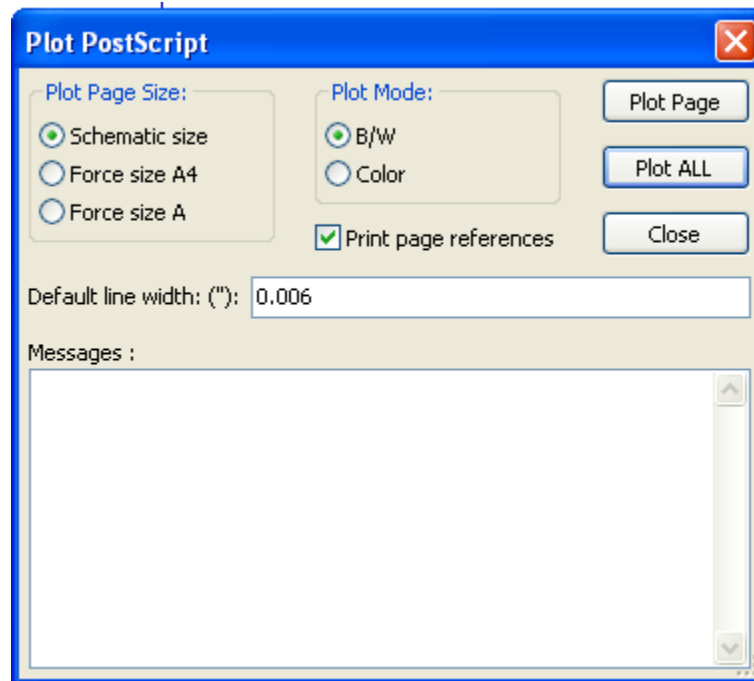 Plot PostScript
Plot Page Size:
Schematic size
Force size A4
Force size A
Plot Mode:
B/W
Color
Print page references
Plot Page
Plot ALL
Close
Default line width: ("): 0.006
Messages :